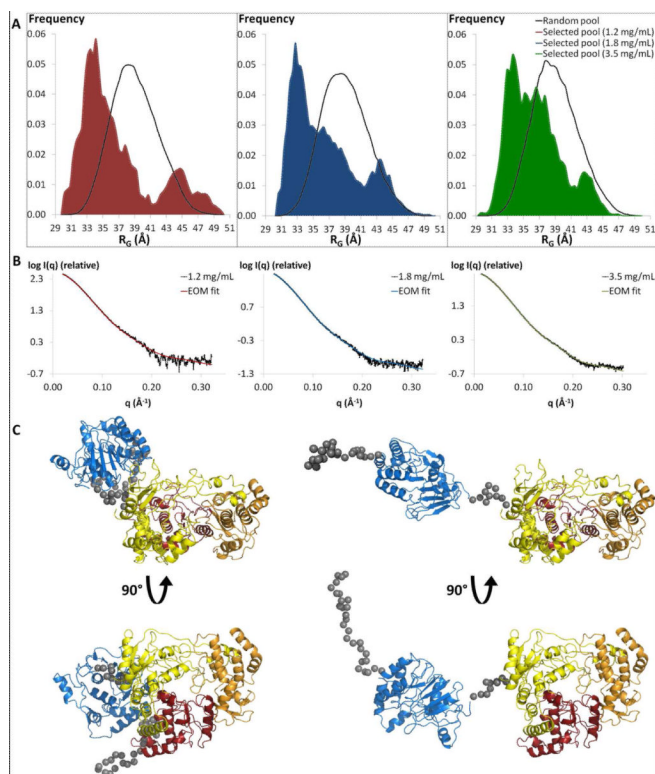 A
Frequency
Frequency
Frequency
Random pool
Selected pool (1.2 mg/mL)
Selected pool (1.8 mg/mL)
Selected pool (3.5 mg/mL)
0.06
0.05
0.04
0.03
0.02
0.01
0.00
0.06
0.05
0.04
0.03
0.02
0.01
0.00
0.06
0.05
0.04
0.03
0.02
0.01
0.00
29 31 33 35 37 39 41 43 45 47 49 51
29 31 33 35 37 39 41 43 45 47 49 51
29 31 33 35 37 39 41 43 45 47 49 51
RG (Å)
RG (Å)
RG (Å)
B
log I(q) (relative)
1.2 mg/mL
EOM fit
2.3
1.3
0.3
-0.7
0.00 0.10 0.20 0.30
q (Å-1)
log I(q) (relative)
1.8 mg/mL
EOM fit
0.7
-0.3
-1.3
0.00 0.10 0.20 0.30
q (Å-1)
log I(q) (relative)
3.5 mg/mL
EOM fit
1.3
0.3
-0.7
0.00 0.10 0.20 0.30
q (Å-1)
C
90°
90°